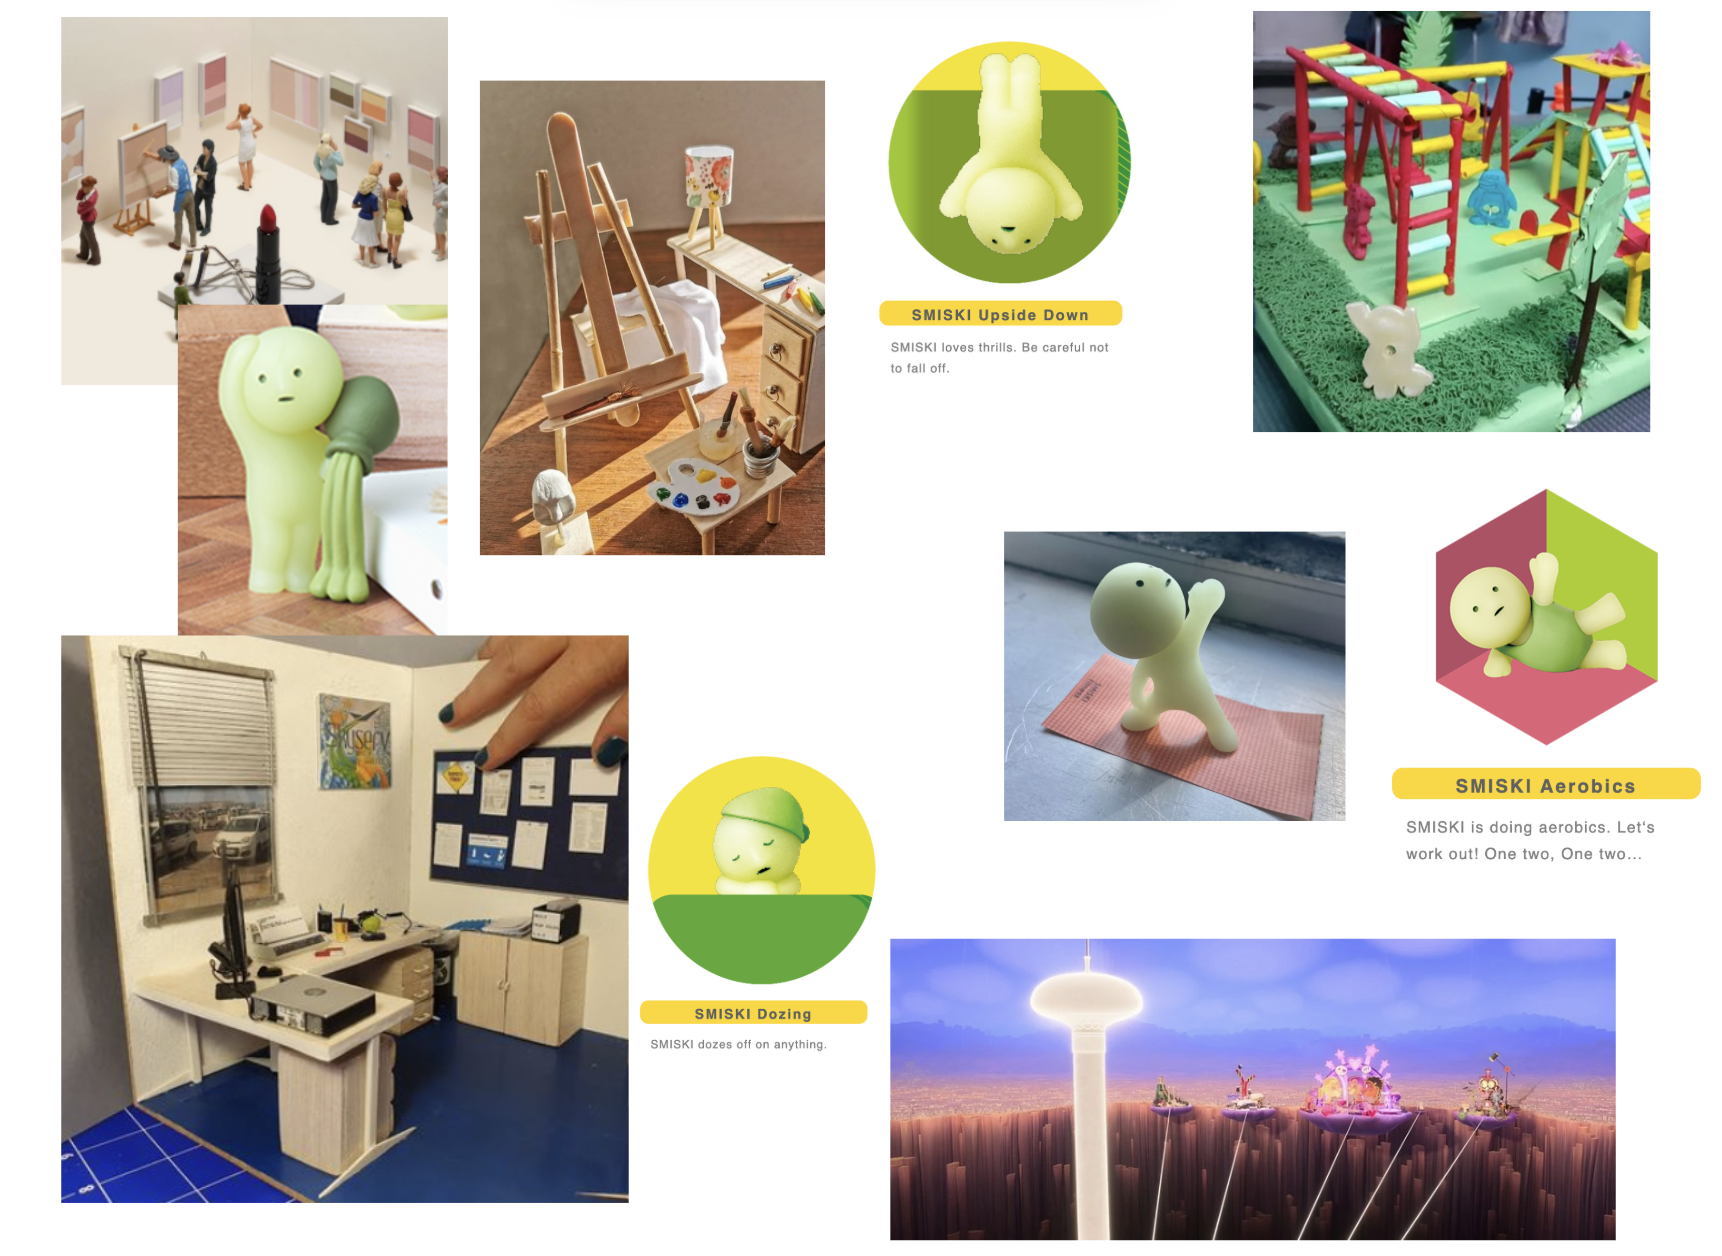 SMISKI Upside Down
SMISKI loves thrills. Be careful not
to fall off.
SMISKI Aerobics
SMISKI is doing aerobics. Let's
work out! One two, One two...
SMISKI Dozing
SMISKI dozes off on anything.